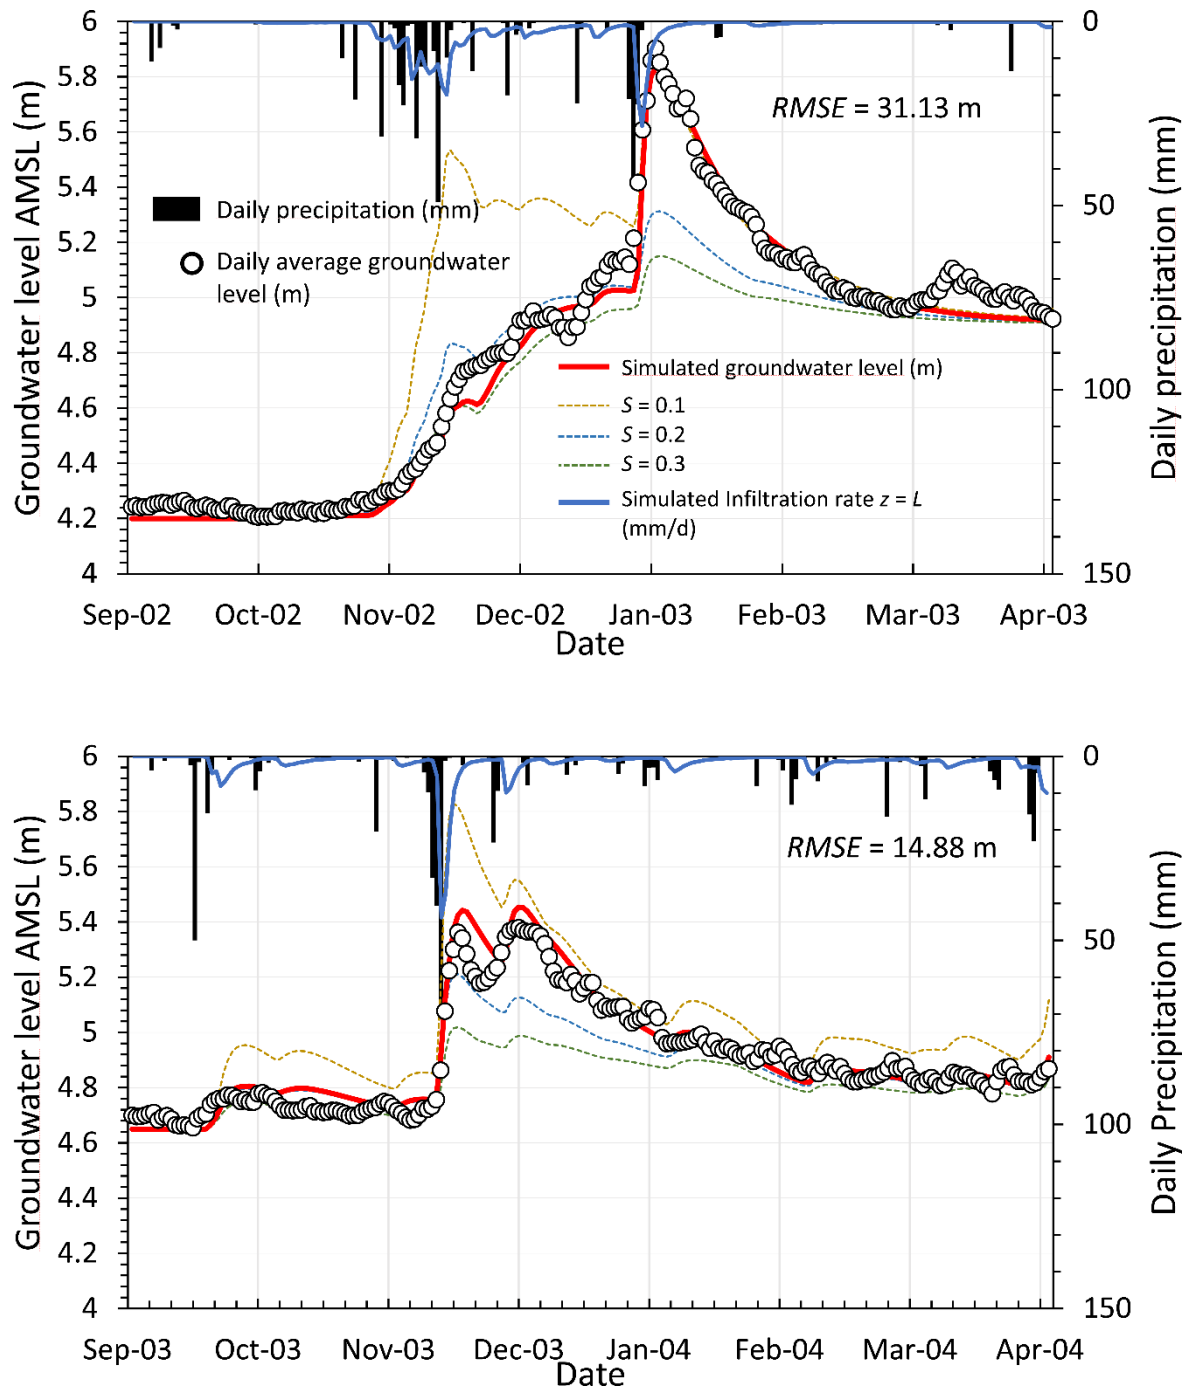 6
5.8
5.6
5.4
5.2
5
4.8
4.6
4.4
4.2
4
Groundwater level AMSL (m)
0
50
100
150
Daily precipitation (mm)
RMSE = 31.13 m
Daily precipitation (mm)
Daily average groundwater
level (m)
Simulated groundwater level (m)
S = 0.1
S = 0.2
S = 0.3
Simulated Infiltration rate z = L
(mm/d)
Sep-02 Oct-02 Nov-02 Dec-02 Jan-03 Feb-03 Mar-03 Apr-03
Date
6
5.8
5.6
5.4
5.2
5
4.8
4.6
4.4
4.2
4
Groundwater level AMSL (m)
0
50
100
150
Daily Precipitation (mm)
RMSE = 14.88 m
Sep-03 Oct-03 Nov-03 Dec-03 Jan-04 Feb-04 Mar-04 Apr-04
Date